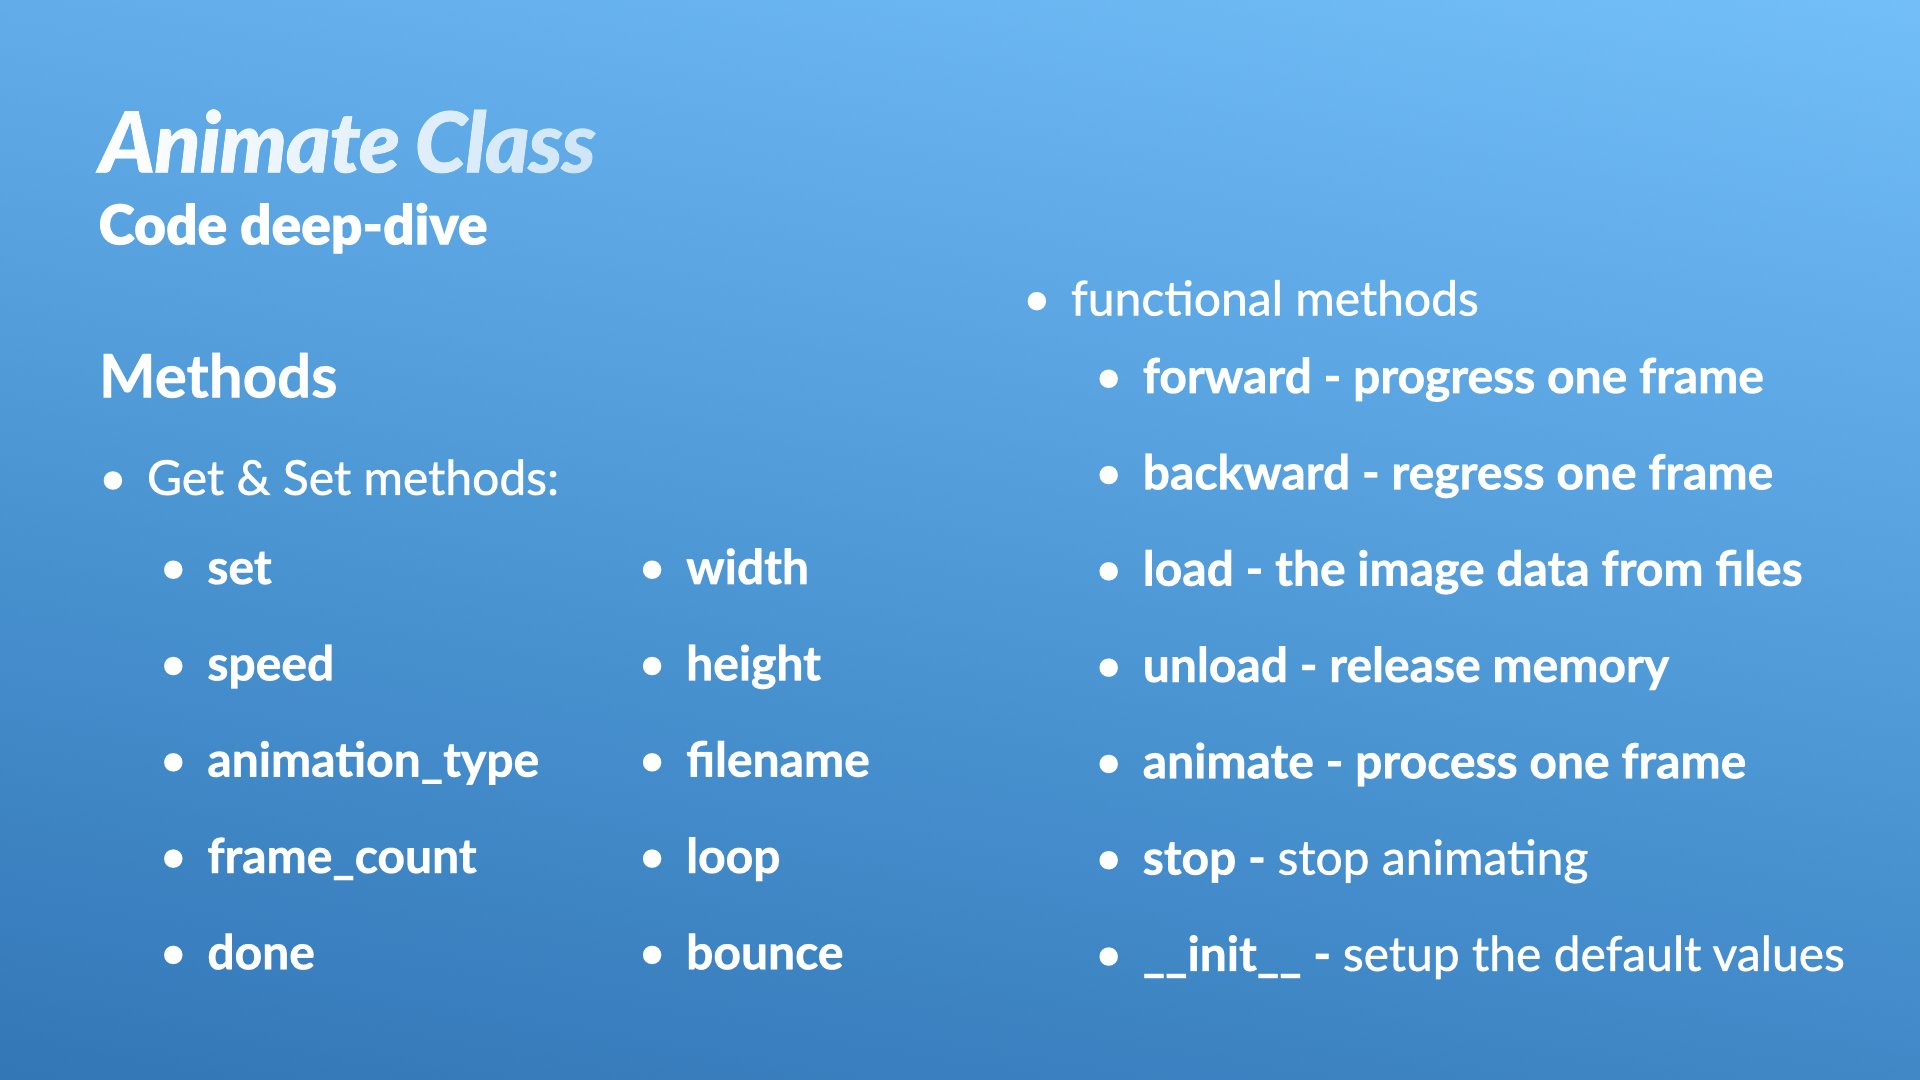 Animate Class
Code deep-dive
Methods
• Get & Set methods:
• set
• speed
• animation_type
• frame_count
• done
• width
• height
• filename
• loop
• bounce
• functional methods
• forward - progress one frame
• backward - regress one frame
• load - the image data from files
• unload - release memory
• animate - process one frame
• stop - stop animating
• __init__ - setup the default values